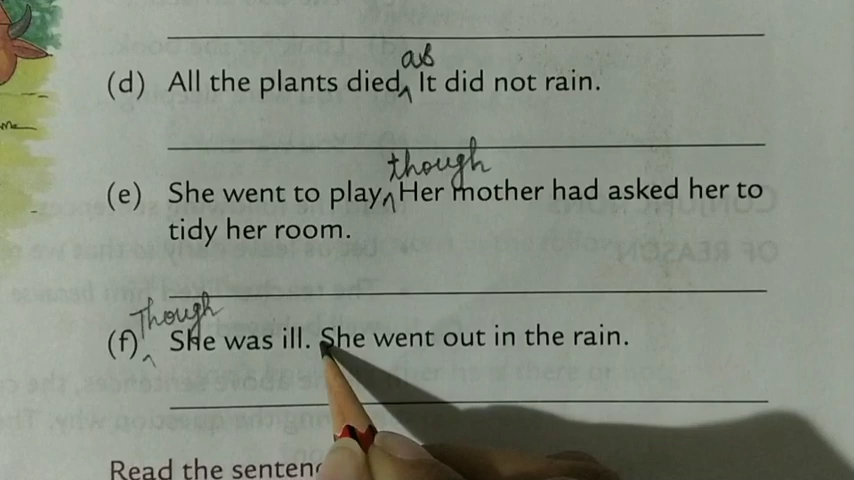 as
(d) All the plants died, It did not rain.
though
(e) She went to play, Her mother had asked her to
tidy her room.
Though
(f) She was ill. She went out in the rain.
Read the senten